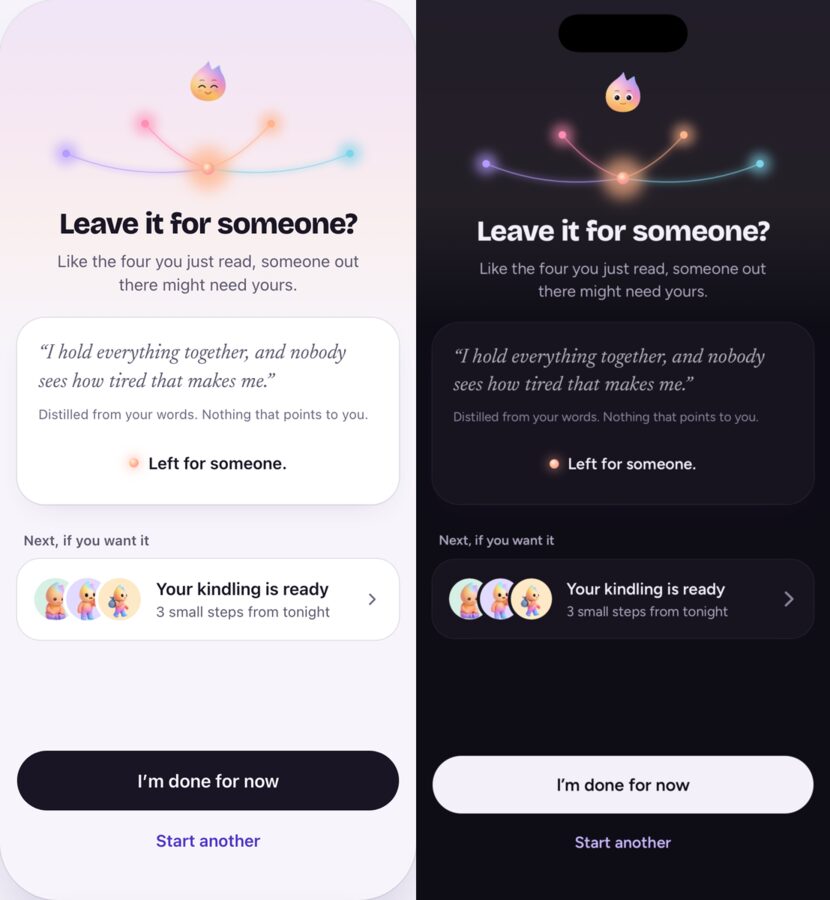 Leave it for someone?
Like the four you just read, someone out
there might need yours.
“I hold everything together, and nobody
sees how tired that makes me.”
Distilled from your words. Nothing that points to you.
Left for someone.
Next, if you want it
Your kindling is ready
3 small steps from tonight
I’m done for now
Start another
Leave it for someone?
Like the four you just read, someone out
there might need yours.
“I hold everything together, and nobody
sees how tired that makes me.”
Distilled from your words. Nothing that points to you.
Left for someone.
Next, if you want it
Your kindling is ready
3 small steps from tonight
I’m done for now
Start another